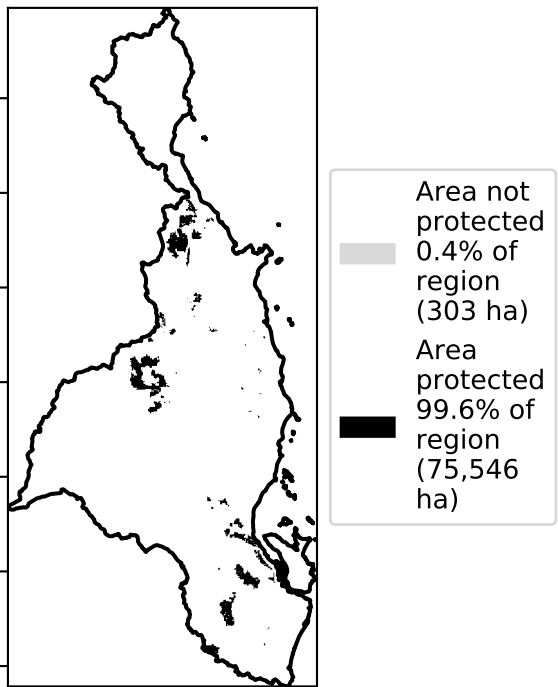 Area not
protected
0.4% of
region
(303 ha)
Area
protected
99.6% of
region
(75,546
ha)